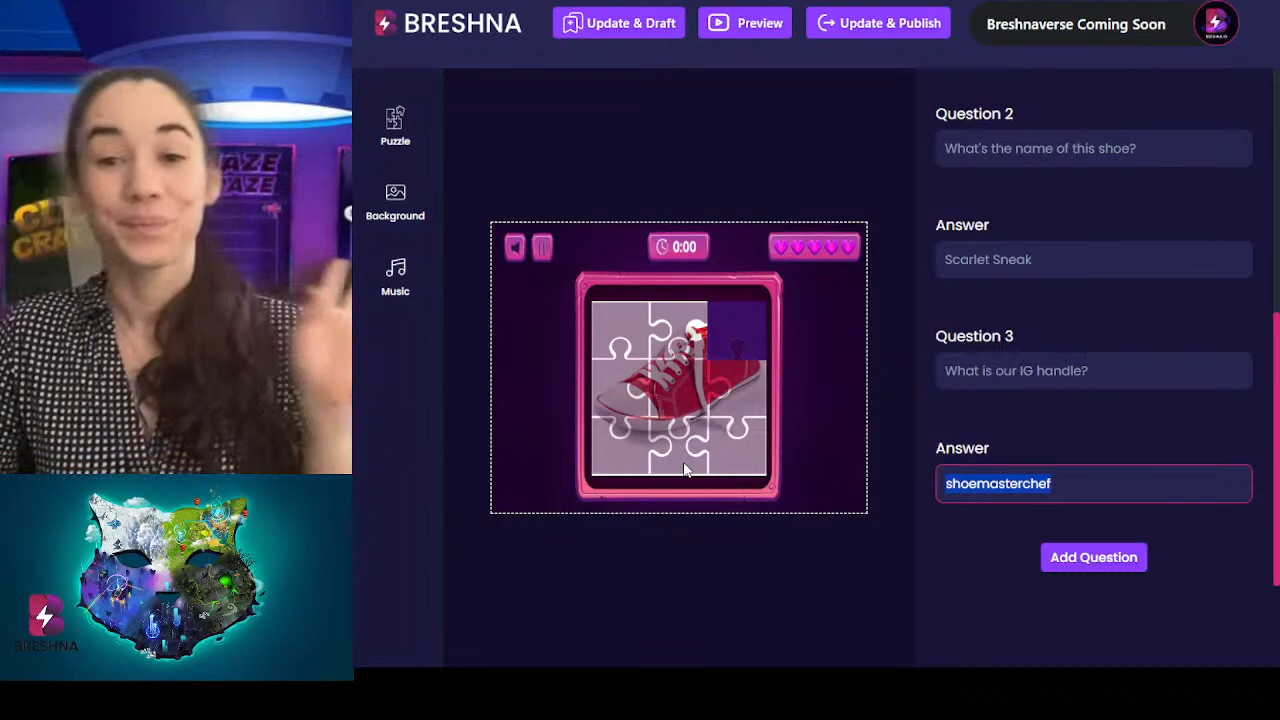 BRESHNA
Update & Draft
Preview
Update & Publish
Breshnaverse Coming Soon
Puzzle
Background
Music
0:00
Question 2
What's the name of this shoe?
Answer
Scarlet Sneak
Question 3
What is our IG handle?
Answer
shoemasterchef
Add Question
BRESHNA